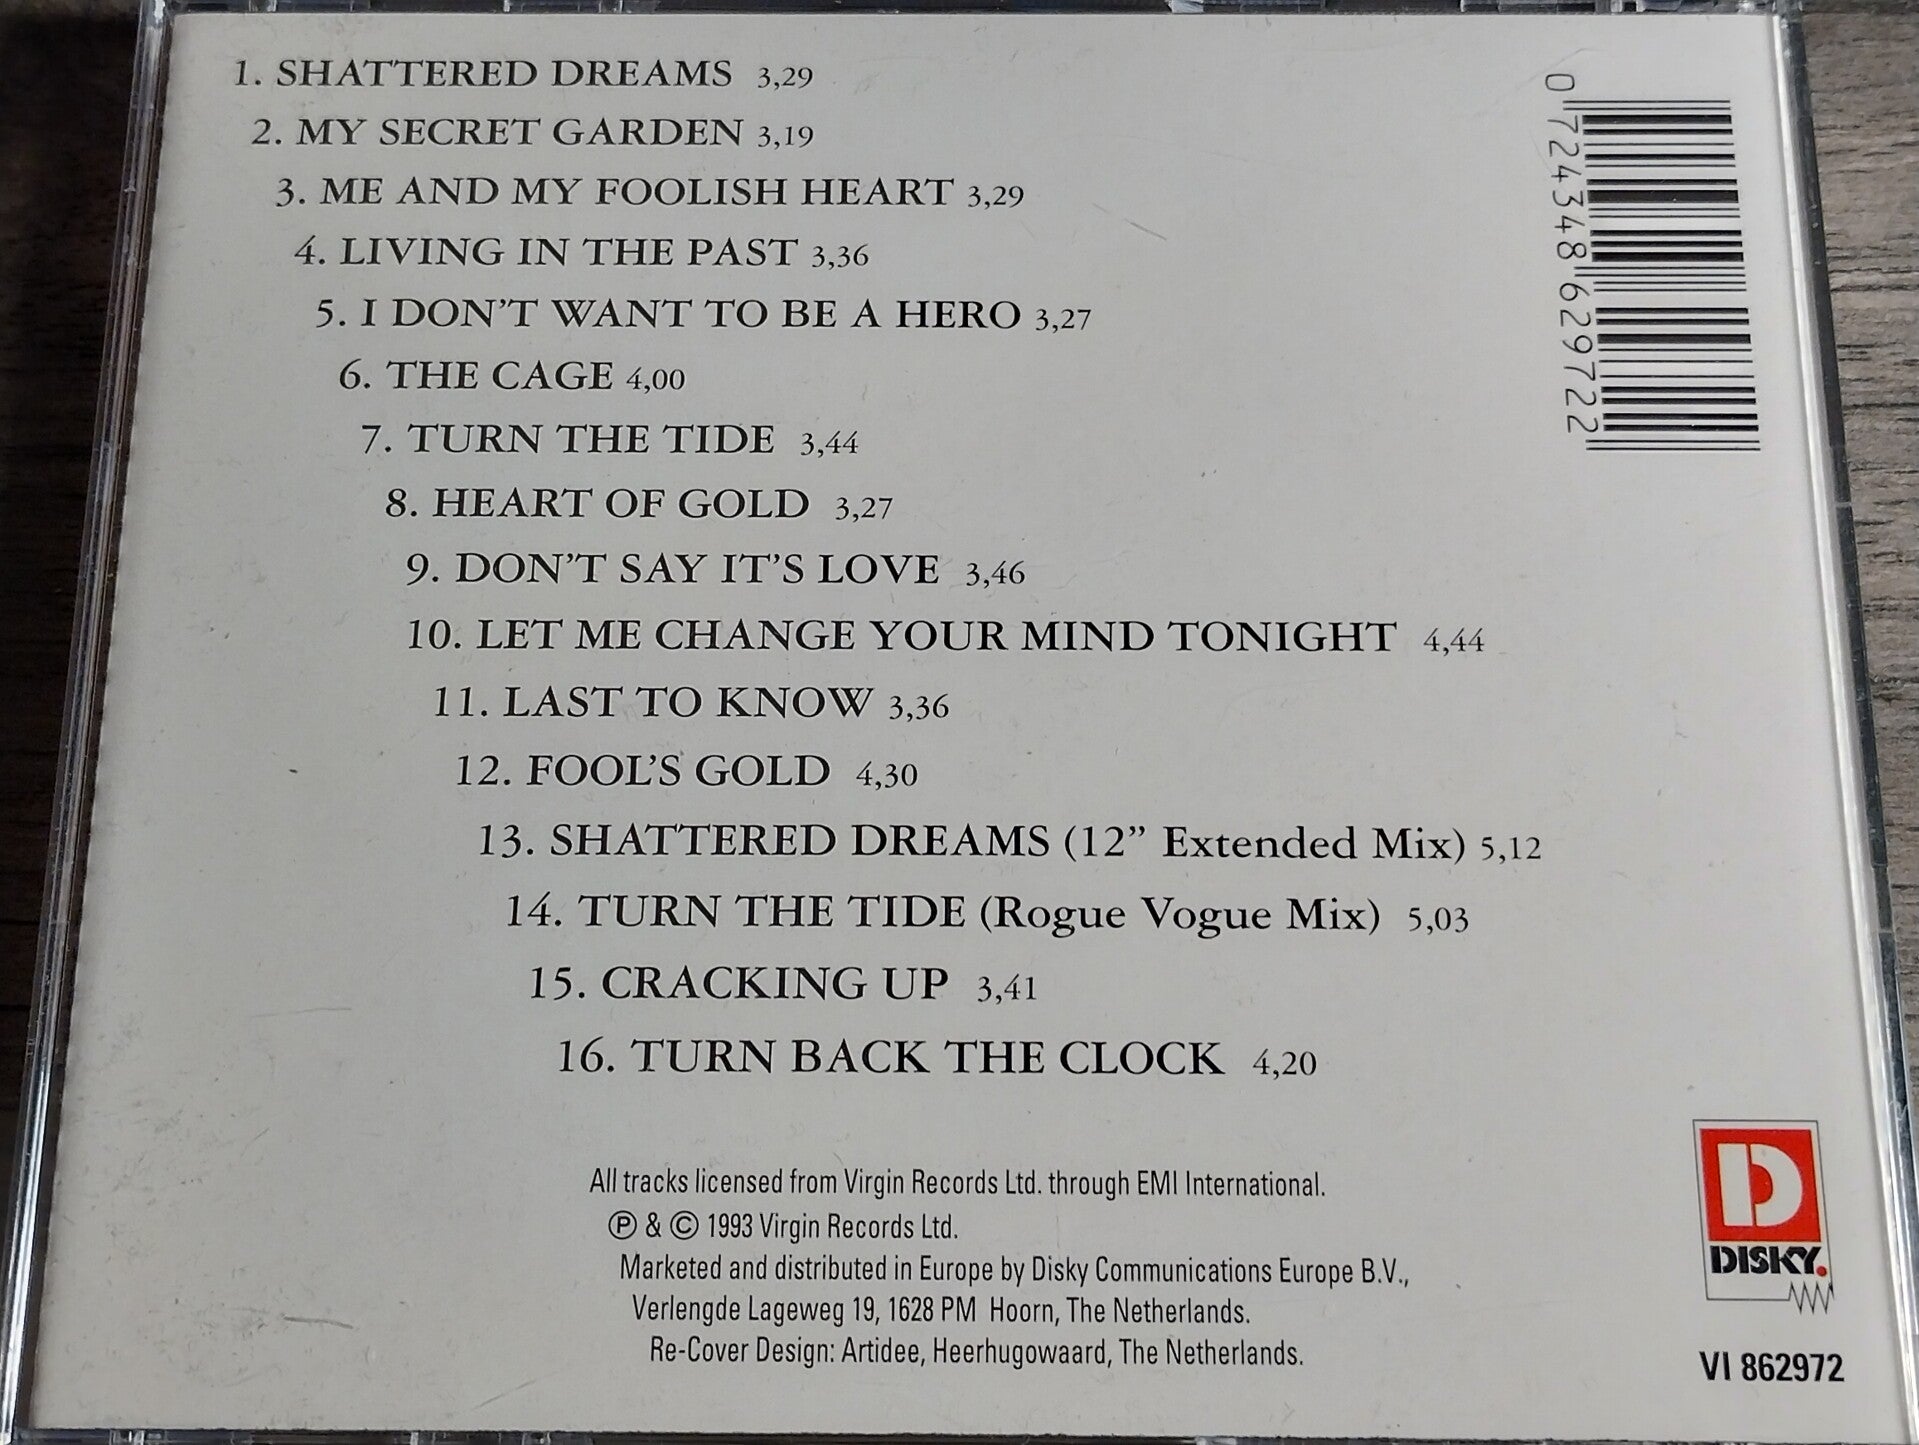 1. SHATTERED DREAMS 3,29
2. MY SECRET GARDEN 3,19
3. ME AND MY FOOLISH HEART 3,29
4. LIVING IN THE PAST 3,36
5. I DON'T WANT TO BE A HERO 3,27
6. THE CAGE 4,00
7. TURN THE TIDE 3,44
8. HEART OF GOLD 3,27
9. DON'T SAY IT'S LOVE 3,46
10. LET ME CHANGE YOUR MIND TONIGHT 4,44
11. LAST TO KNOW 3,36
12. FOOL'S GOLD 4,30
13. SHATTERED DREAMS (12” Extended Mix) 5,12
14. TURN THE TIDE (Rogue Vogue Mix) 5,03
15. CRACKING UP 3,41
16. TURN BACK THE CLOCK 4,20
All tracks licensed from Virgin Records Ltd. through EMI International.
Ⓟ & © 1993 Virgin Records Ltd.
Marketed and distributed in Europe by Disky Communications Europe B.V.,
Verlengde Lageweg 19, 1628 PM Hoorn, The Netherlands.
Re-Cover Design: Artidee, Heerhugowaard, The Netherlands.
0 724348 629722
D
DISKY.
VI 862972